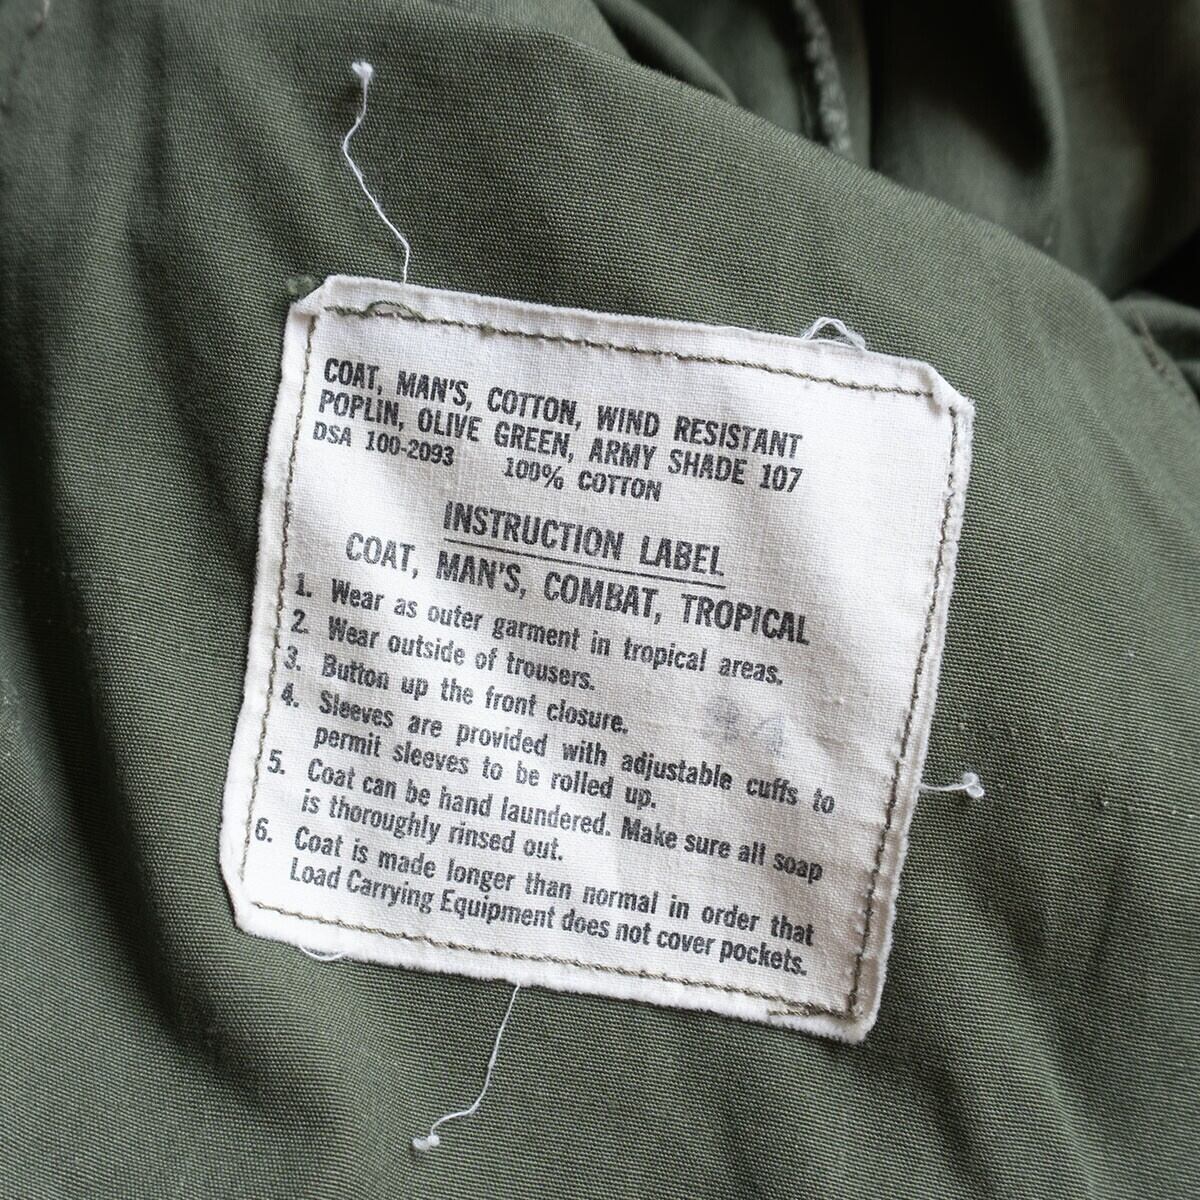 COAT, MAN'S, COTTON, WIND RESISTANT
POPLIN, OLIVE GREEN, ARMY SHADE 107
DSA 100-2093 100% COTTON
INSTRUCTION LABEL
COAT, MAN'S, COMBAT, TROPICAL
1. Wear as outer garment in tropical areas.
2. Wear outside of trousers.
3. Button up the front closure.
4. Sleeves are provided with adjustable cuffs to
permit sleeves to be rolled up.
5. Coat can be hand laundered. Make sure all soap
is thoroughly rinsed out.
6. Coat is made longer than normal in order that
Load Carrying Equipment does not cover pockets.